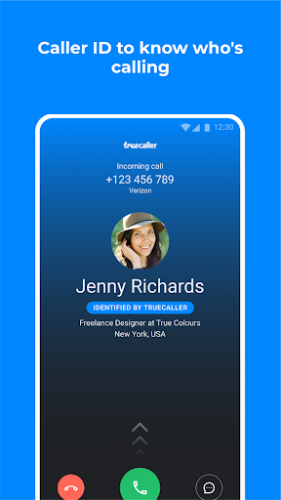 Caller ID to know who's
calling
12:30
truecaller
Incoming call
+123 456 789
Verizon
Jenny Richards
IDENTIFIED BY TRUECALLER
Freelance Designer at True Colours
New York, USA